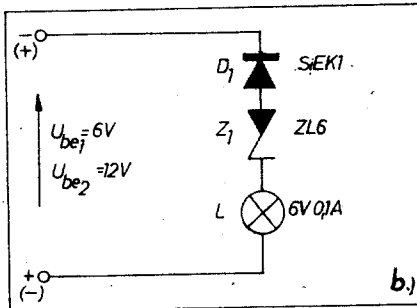 −
(+)
D1 SiEK1
Ube1=6V
Z1 ZL6
Ube2=12V
L 6V 0,1A
+
(−)
b.)